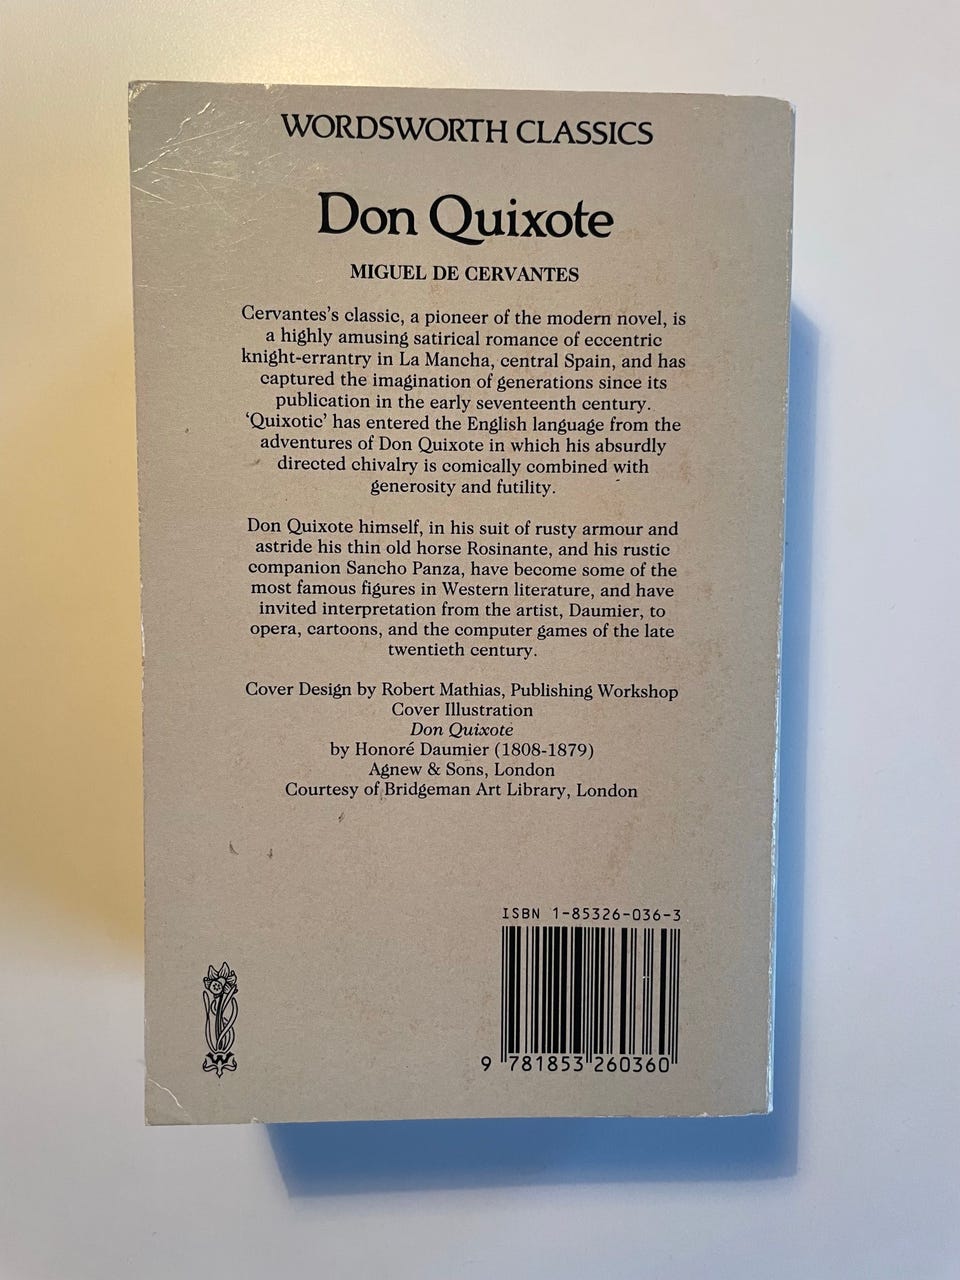 WORDSWORTH CLASSICS
Don Quixote
MIGUEL DE CERVANTES
Cervantes's classic, a pioneer of the modern novel, is
a highly amusing satirical romance of eccentric
knight-errantry in La Mancha, central Spain, and has
captured the imagination of generations since its
publication in the early seventeenth century.
‘Quixotic’ has entered the English language from the
adventures of Don Quixote in which his absurdly
directed chivalry is comically combined with
generosity and futility.
Don Quixote himself, in his suit of rusty armour and
astride his thin old horse Rosinante, and his rustic
companion Sancho Panza, have become some of the
most famous figures in Western literature, and have
invited interpretation from the artist, Daumier, to
opera, cartoons, and the computer games of the late
twentieth century.
Cover Design by Robert Mathias, Publishing Workshop
Cover Illustration
Don Quixote
by Honoré Daumier (1808-1879)
Agnew & Sons, London
Courtesy of Bridgeman Art Library, London
ISBN 1-85326-036-3
9 781853 260360
W